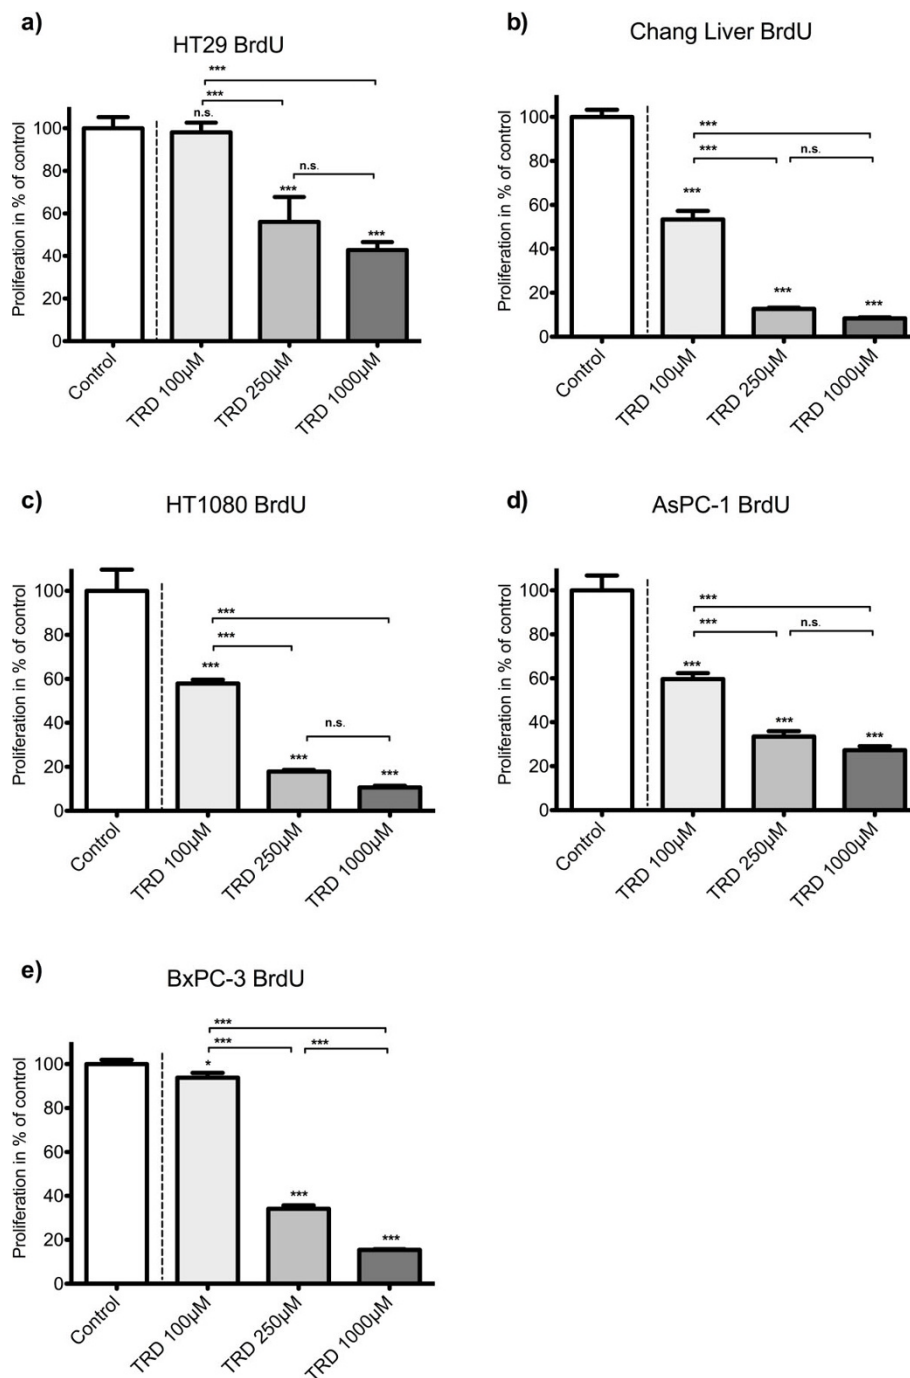 a)
HT29 BrdU
Proliferation in % of control
100
80
60
40
20
0
***
***
n.s.
n.s.
***
***
Control
TRD 100µM
TRD 250µM
TRD 1000µM
b)
Chang Liver BrdU
Proliferation in % of control
100
80
60
40
20
0
***
***
n.s.
***
***
***
Control
TRD 100µM
TRD 250µM
TRD 1000µM
c)
HT1080 BrdU
Proliferation in % of control
100
80
60
40
20
0
***
***
***
n.s.
***
***
Control
TRD 100µM
TRD 250µM
TRD 1000µM
d)
AsPC-1 BrdU
Proliferation in % of control
100
80
60
40
20
0
***
***
n.s.
***
***
***
Control
TRD 100µM
TRD 250µM
TRD 1000µM
e)
BxPC-3 BrdU
Proliferation in % of control
100
80
60
40
20
0
***
***
***
*
***
***
Control
TRD 100µM
TRD 250µM
TRD 1000µM